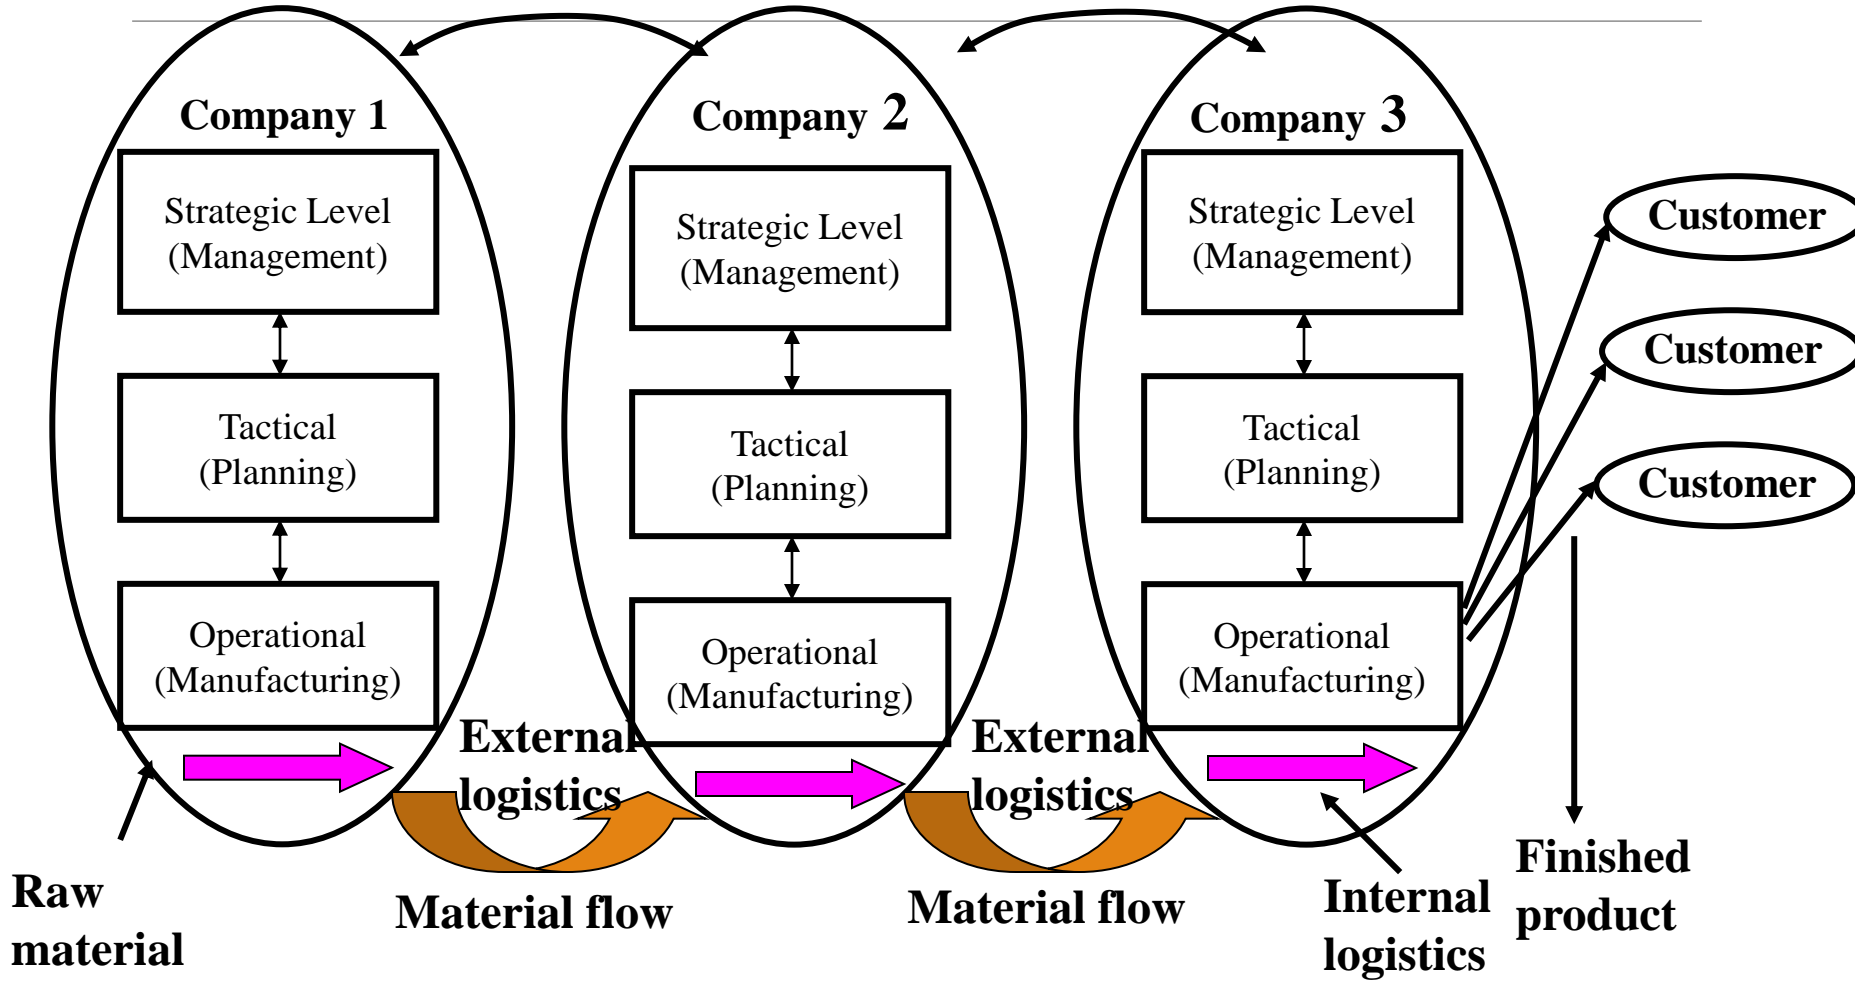 Company 1
Strategic Level
(Management)
Tactical
(Planning)
Operational
(Manufacturing)
Company 2
Strategic Level
(Management)
Tactical
(Planning)
Operational
(Manufacturing)
Company 3
Strategic Level
(Management)
Tactical
(Planning)
Operational
(Manufacturing)
Customer
Customer
Customer
External
logistics
External
logistics
Raw
material
Material flow
Material flow
Internal
logistics
Finished
product